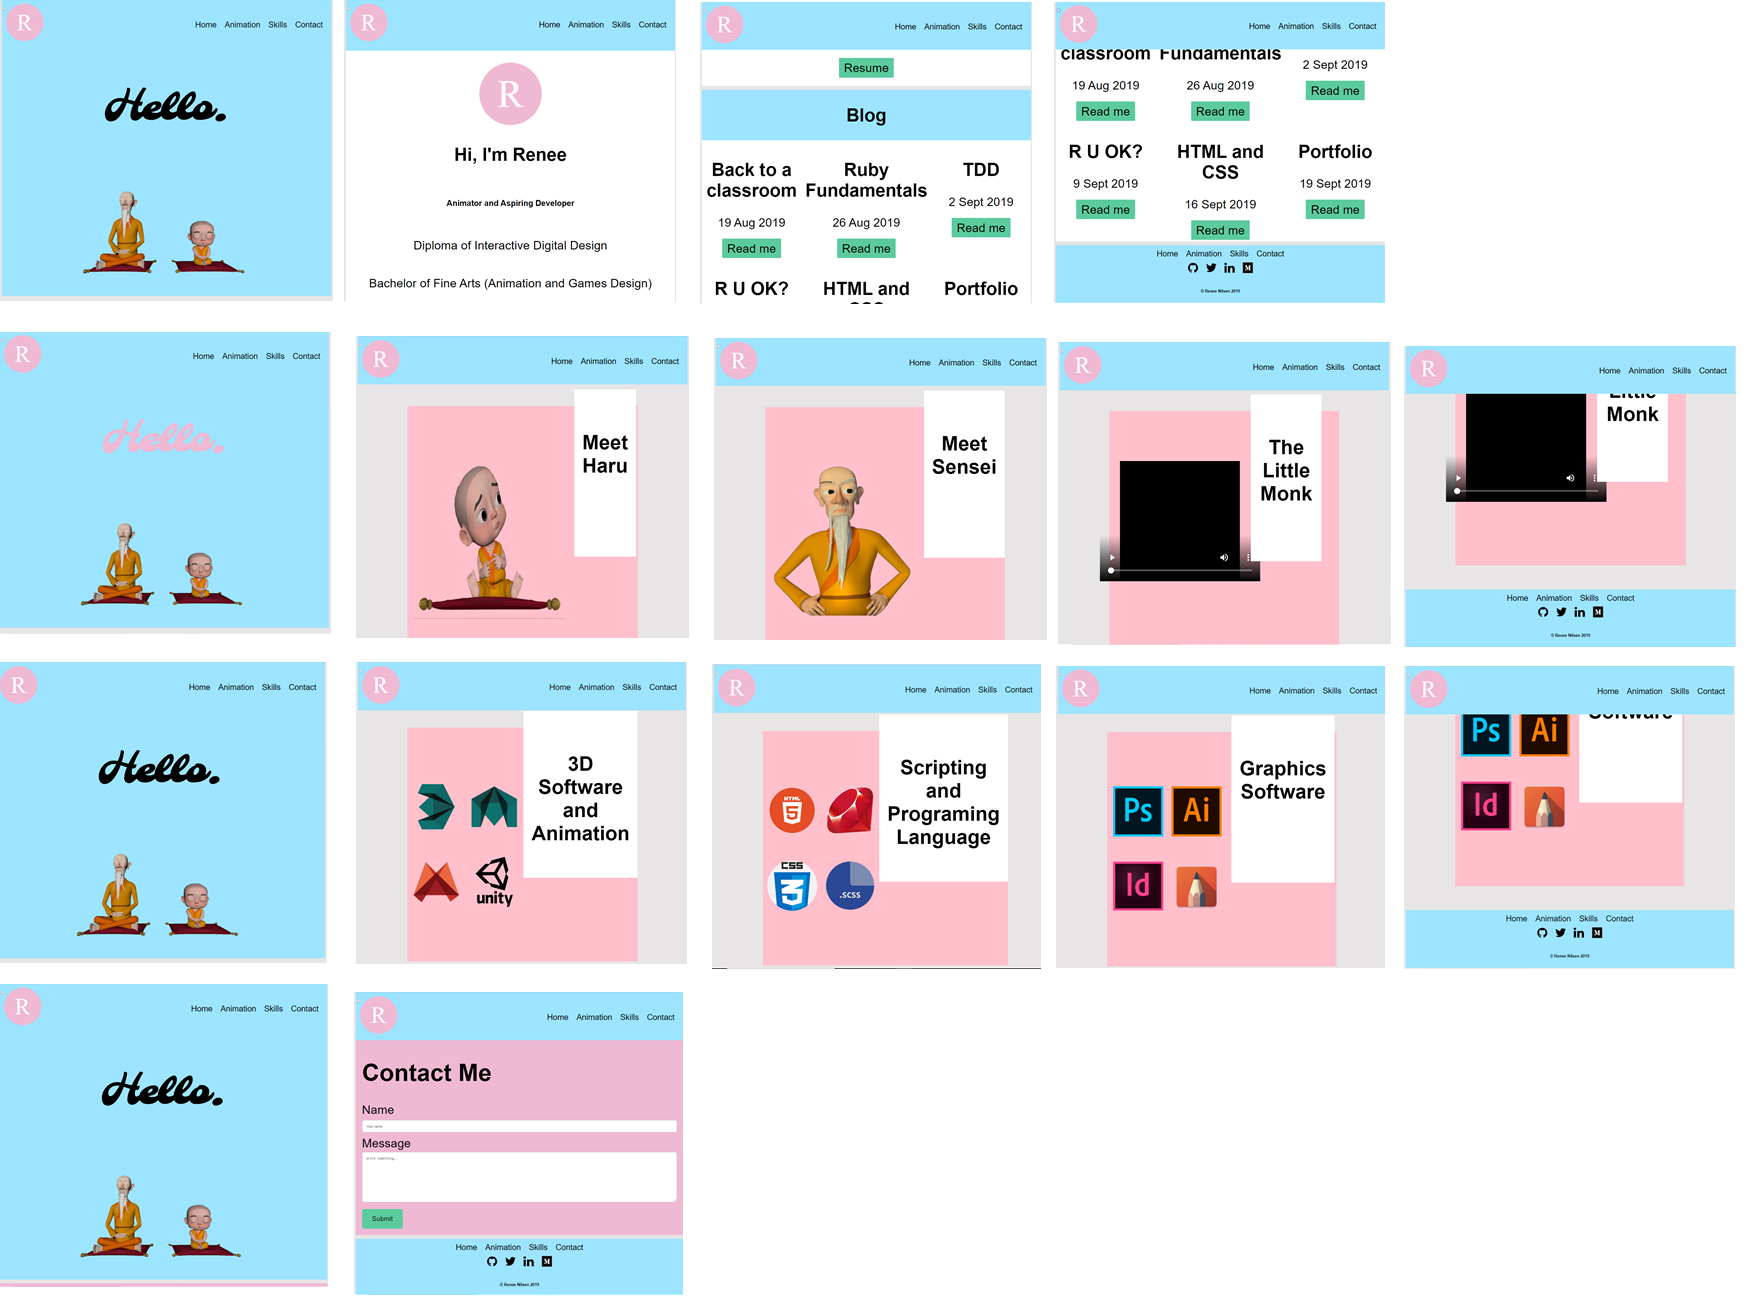 R
Home Animation Skills Contact
Hello.
R
Home Animation Skills Contact
R
Hi, I'm Renee
Animator and Aspiring Developer
Diploma of Interactive Digital Design
Bachelor of Fine Arts (Animation and Games Design)
R
Home Animation Skills Contact
Resume
Blog
Back to a
classroom
19 Aug 2019
Read me
Ruby
Fundamentals
26 Aug 2019
Read me
TDD
2 Sept 2019
Read me
R U OK?
HTML and
CSS
Portfolio
R
Home Animation Skills Contact
classroom
19 Aug 2019
Read me
Fundamentals
26 Aug 2019
Read me
2 Sept 2019
Read me
R U OK?
9 Sept 2019
Read me
HTML and
CSS
16 Sept 2019
Read me
Portfolio
19 Sept 2019
Read me
Home Animation Skills Contact
M
© Renee Nilsen 2019
R
Home Animation Skills Contact
Hello.
R
Home Animation Skills Contact
Meet
Haru
R
Home Animation Skills Contact
Meet
Sensei
R
Home Animation Skills Contact
The
Little
Monk
R
Home Animation Skills Contact
Little
Monk
Home Animation Skills Contact
in M
© Renee Nilsen 2019
R
Home Animation Skills Contact
Hello.
R
Home Animation Skills Contact
3D
Software
and
Animation
unity
R
Home Animation Skills Contact
Scripting
and
Programing
Language
HTML
5
CSS
3
.scss
R
Home Animation Skills Contact
Graphics
Software
Ps Ai
Id
R
Home Animation Skills Contact
Software
Ps Ai
Id
Home Animation Skills Contact
in M
© Renee Nilsen 2019
R
Home Animation Skills Contact
Hello.
R
Home Animation Skills Contact
Contact Me
Name
Your name
Message
Write something..
Submit
Home Animation Skills Contact
in M
© Renee Nilsen 2019